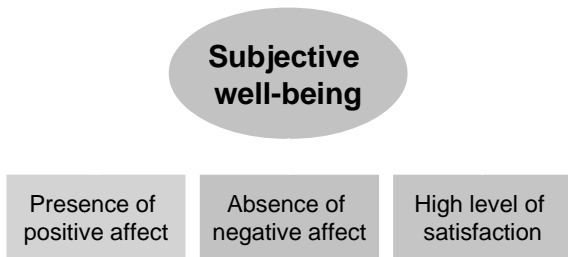 Subjective
well-being
Presence of
positive affect
Absence of
negative affect
High level of
satisfaction